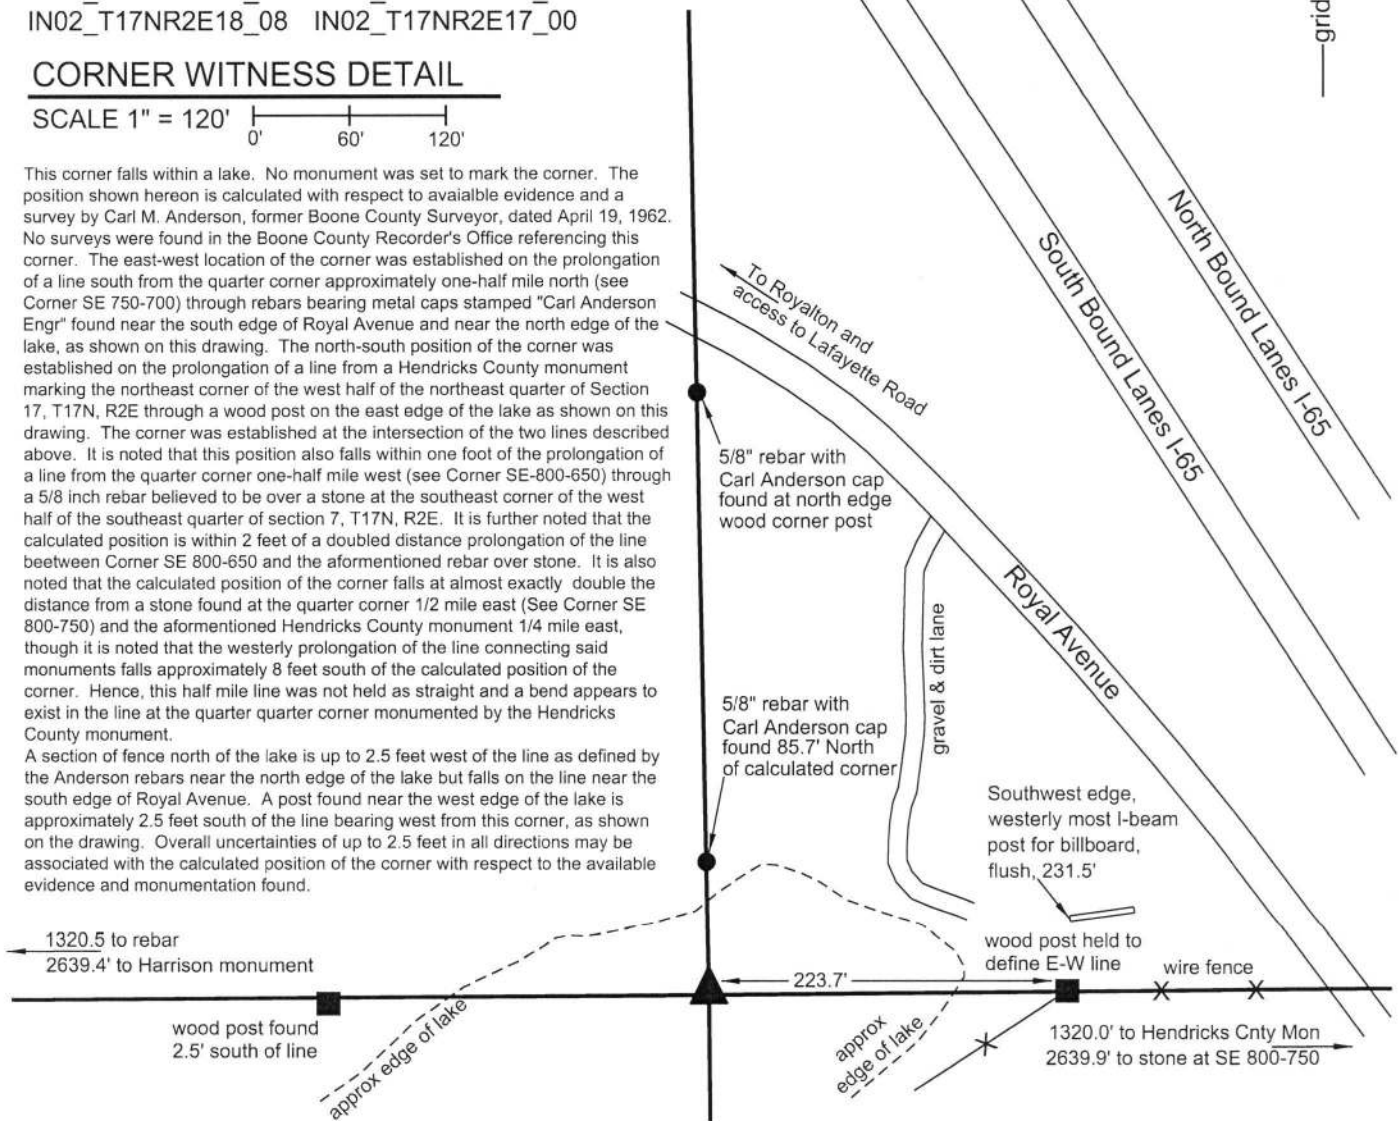 IN02_T17NR2E18_08 IN02_T17NR2E17_00
CORNER WITNESS DETAIL
SCALE 1" = 120'
0' 60' 120'
This corner falls within a lake. No monument was set to mark the corner. The
position shown hereon is calculated with respect to avaialble evidence and a
survey by Carl M. Anderson, former Boone County Surveyor, dated April 19, 1962.
No surveys were found in the Boone County Recorder's Office referencing this
corner. The east-west location of the corner was established on the prolongation
of a line south from the quarter corner approximately one-half mile north (see
Corner SE 750-700) through rebars bearing metal caps stamped "Carl Anderson
Engr" found near the south edge of Royal Avenue and near the north edge of the
lake, as shown on this drawing. The north-south position of the corner was
established on the prolongation of a line from a Hendricks County monument
marking the northeast corner of the west half of the northeast quarter of Section
17, T17N, R2E through a wood post on the east edge of the lake as shown on this
drawing. The corner was established at the intersection of the two lines described
above. It is noted that this position also falls within one foot of the prolongation of
a line from the quarter corner one-half mile west (see Corner SE-800-650) through
a 5/8 inch rebar believed to be over a stone at the southeast corner of the west
half of the southeast quarter of section 7, T17N, R2E. It is further noted that the
calculated position is within 2 feet of a doubled distance prolongation of the line
beetween Corner SE 800-650 and the aformentioned rebar over stone. It is also
noted that the calculated position of the corner falls at almost exactly double the
distance from a stone found at the quarter corner 1/2 mile east (See Corner SE
800-750) and the aformentioned Hendricks County monument 1/4 mile east,
though it is noted that the westerly prolongation of the line connecting said
monuments falls approximately 8 feet south of the calculated position of the
corner. Hence, this half mile line was not held as straight and a bend appears to
exist in the line at the quarter quarter corner monumented by the Hendricks
County monument.
A section of fence north of the lake is up to 2.5 feet west of the line as defined by
the Anderson rebars near the north edge of the lake but falls on the line near the
south edge of Royal Avenue. A post found near the west edge of the lake is
approximately 2.5 feet south of the line bearing west from this corner, as shown
on the drawing. Overall uncertainties of up to 2.5 feet in all directions may be
associated with the calculated position of the corner with respect to the available
evidence and monumentation found.
grid
North Bound Lanes I-65
South Bound Lanes I-65
To Royalton and
access to Lafayette Road
5/8" rebar with
Carl Anderson cap
found at north edge
wood corner post
Royal Avenue
gravel & dirt lane
5/8" rebar with
Carl Anderson cap
found 85.7' North
of calculated corner
Southwest edge,
westerly most I-beam
post for billboard,
flush, 231.5'
wood post held to
define E-W line
wire fence
223.7'
1320.5 to rebar
2639.4' to Harrison monument
wood post found
2.5' south of line
approx edge of lake
approx
edge of lake
1320.0' to Hendricks Cnty Mon
2639.9' to stone at SE 800-750